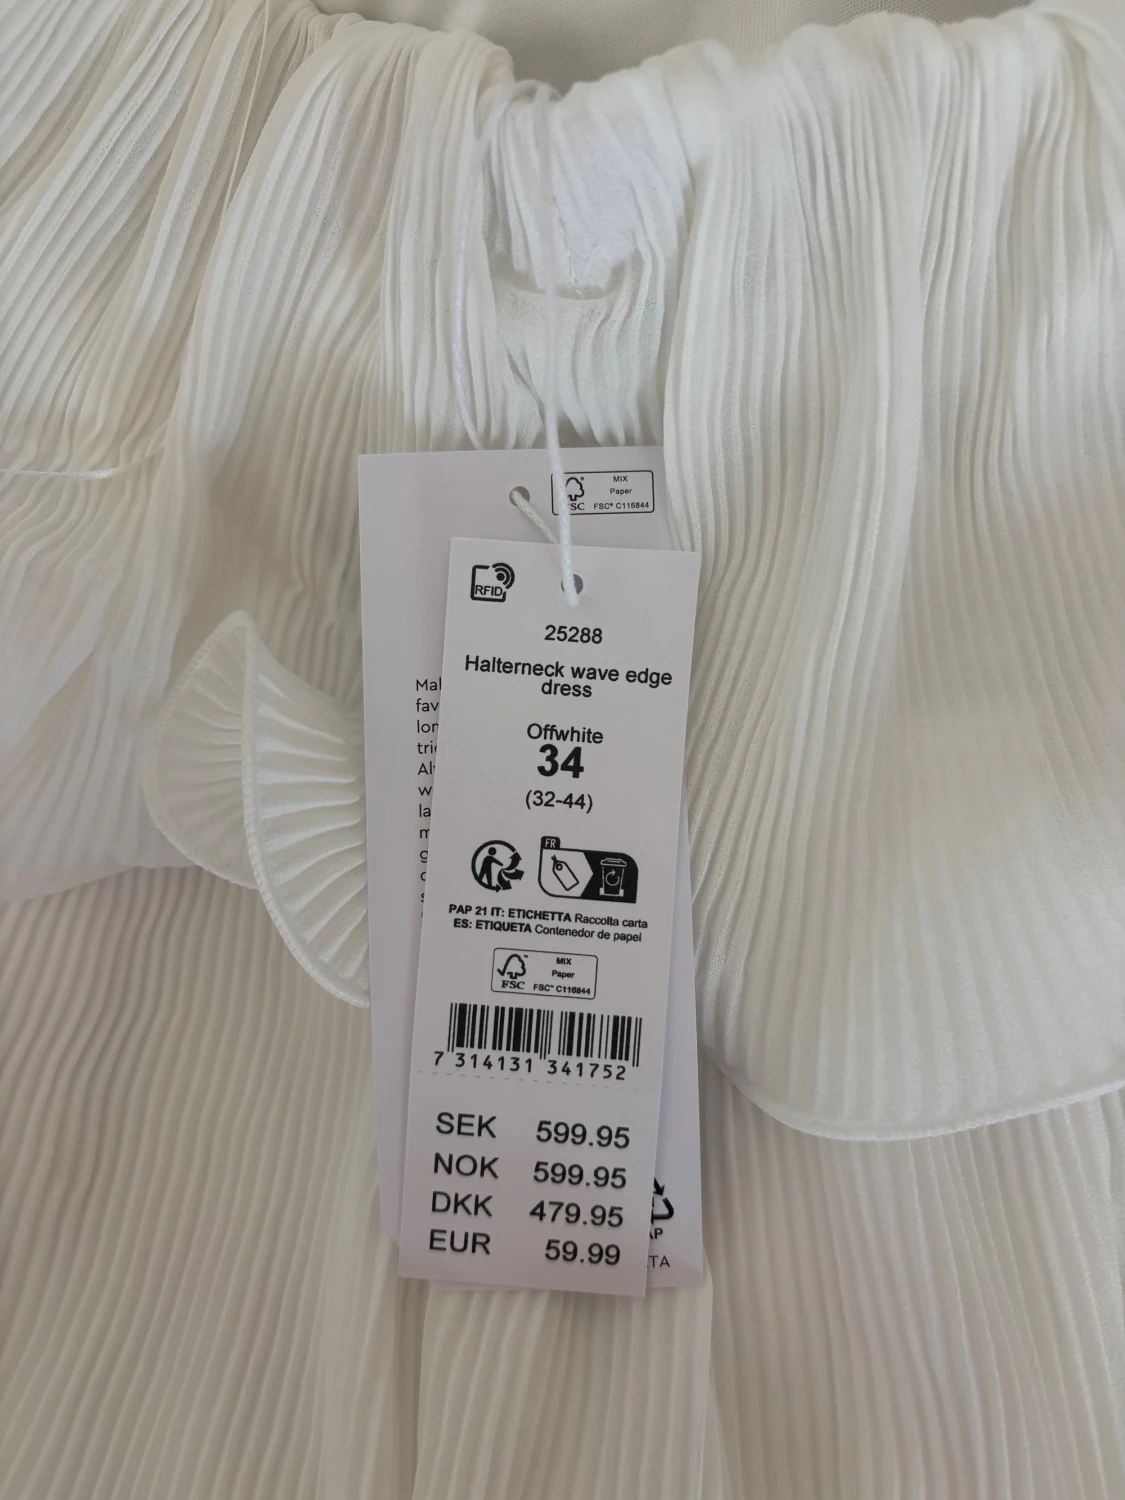 MIX
Paper
FSC® C116844
FSC
RFID
25288
Halterneck wave edge
dress
Offwhite
34
(32-44)
FR
PAP 21 IT: ETICHETTA Raccolta carta
ES: ETIQUETA Contenedor de papel
MIX
Paper
FSC™ C116844
FSC
7 314131 341752
SEK 599.95
NOK 599.95
DKK 479.95
EUR 59.99